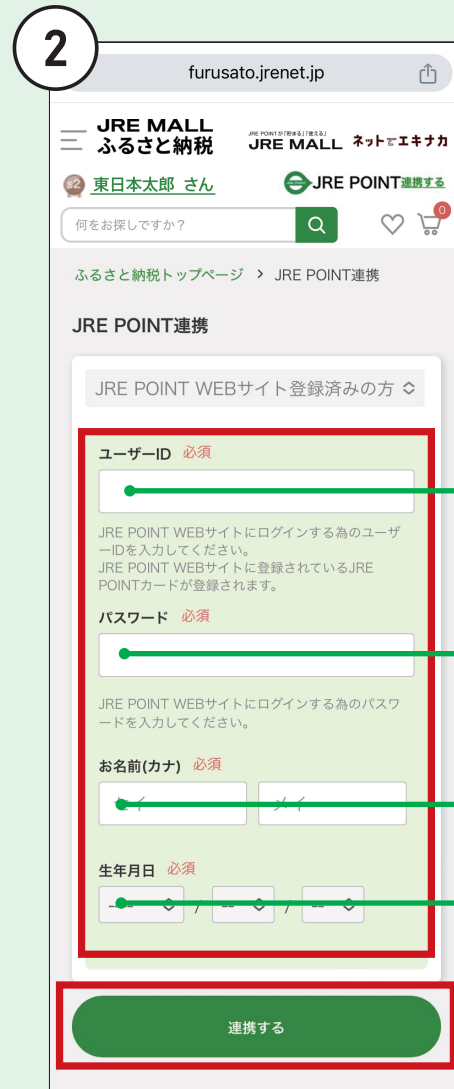 2
furusato.jrenet.jp
JRE MALL
ふるさと納税
JRE POINTが「貯まる」「使える」
JRE MALL ネットでエキナカ
s2 東日本太郎 さん
JRE POINT連携する
何をお探しですか？
0
ふるさと納税トップページ > JRE POINT連携
JRE POINT連携
JRE POINT WEBサイト登録済みの方
ユーザーID 必須
JRE POINT WEBサイトにログインする為のユーザ
ーIDを入力してください。
JRE POINT WEBサイトに登録されているJRE
POINTカードが登録されます。
パスワード 必須
JRE POINT WEBサイトにログインする為のパスワ
ードを入力してください。
お名前(カナ) 必須
セイ メイ
生年月日 必須
---- / -- / --
連携する